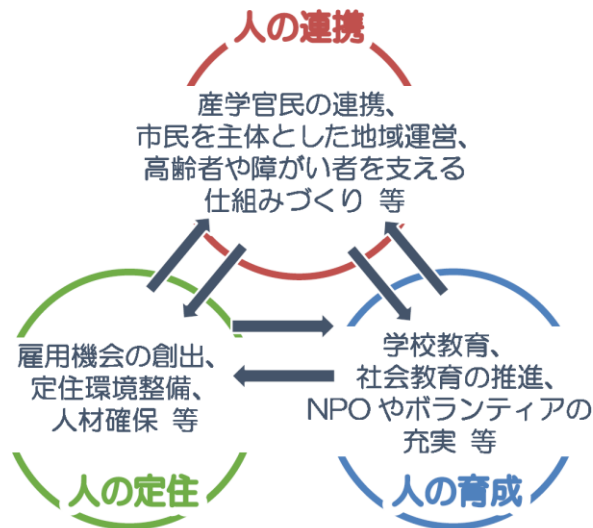 人の連携
産学官民の連携、
市民を主体とした地域運営、
高齢者や障がい者を支える
仕組みづくり 等
雇用機会の創出、
定住環境整備、
人材確保 等
人の定住
学校教育、
社会教育の推進、
NPO やボランティアの
充実 等
人の育成